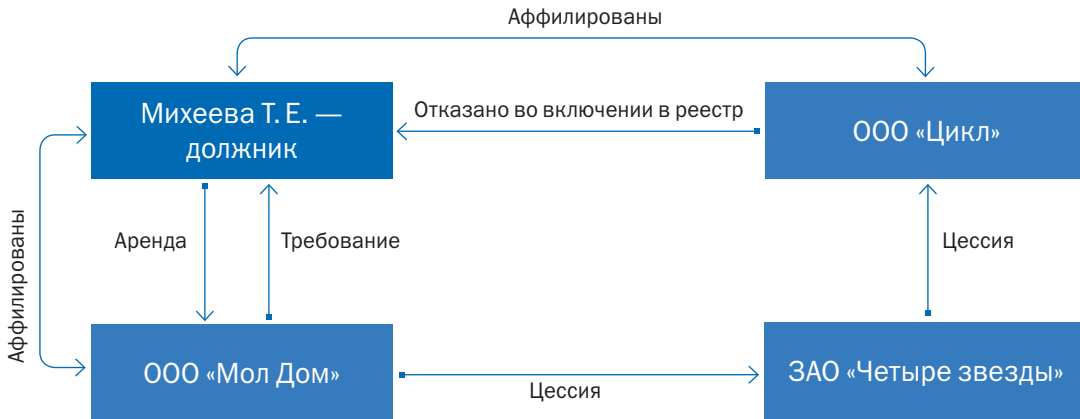 Аффилированы
Михеева Т. Е. —
должник
Отказано во включении в реестр
ООО «Цикл»
Аффилированы
Аренда
Требование
Цессия
ООО «Мол Дом»
Цессия
ЗАО «Четыре звезды»